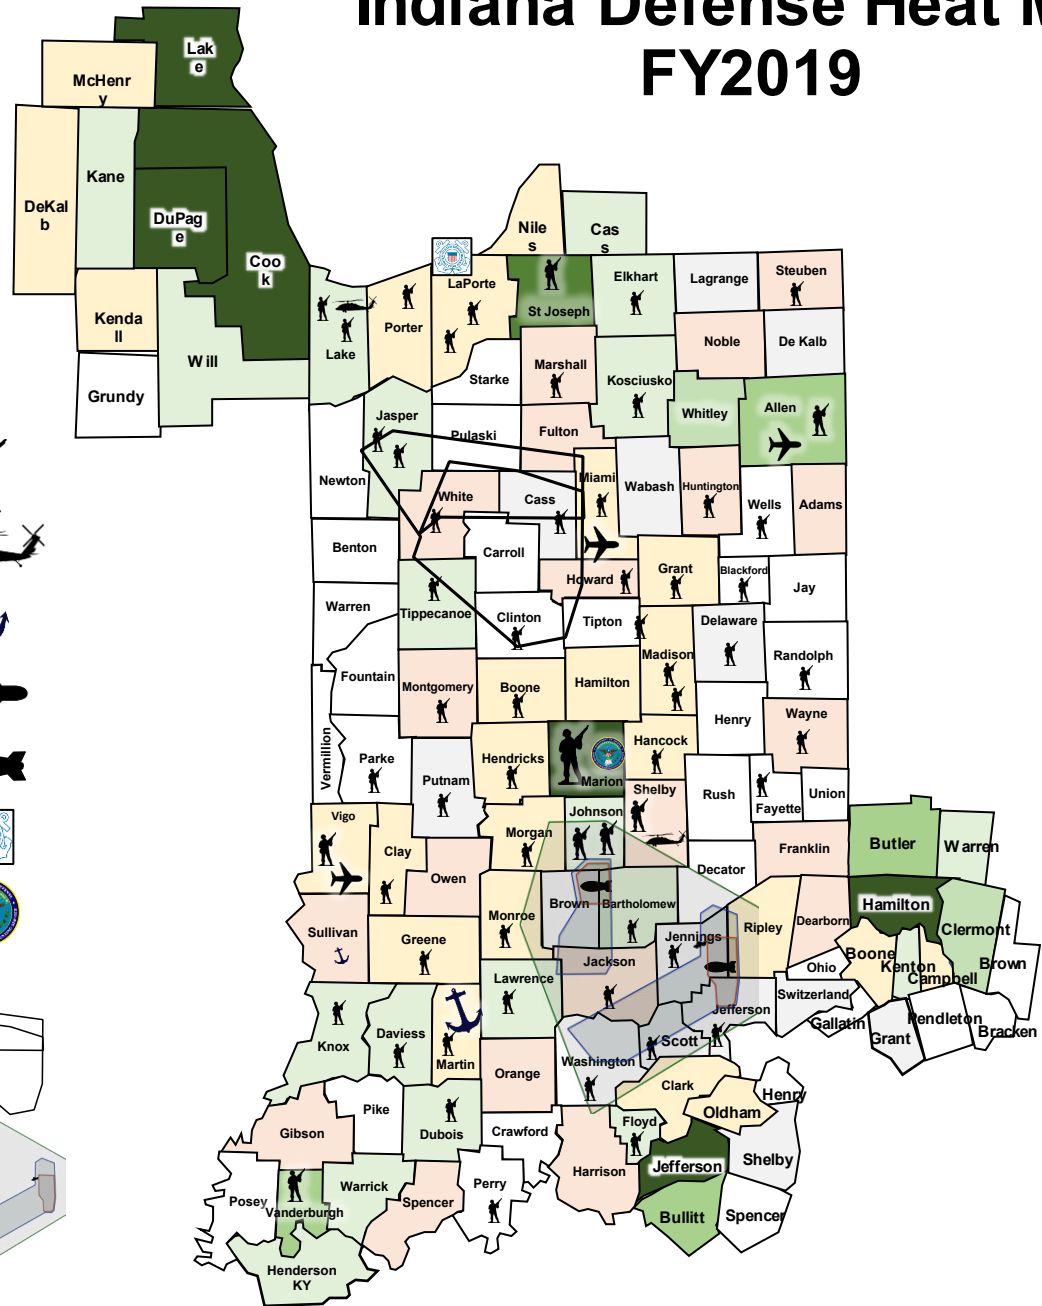 Indiana Defense Heat M
FY2019
Lak
e
McHenr
y
Kane
DeKal
b
DuPag
e
Coo
k
Kenda
ll
Will
Grundy
Nile
s
Cas
s
LaPorte
St Joseph
Elkhart
Lagrange
Steuben
Lake
Porter
Noble
De Kalb
Starke
Marshall
Kosciusko
Whitley
Allen
Jasper
Pulaski
Fulton
Newton
White
Cass
Miami
Wabash
Huntington
Wells
Adams
Benton
Carroll
Howard
Grant
Blackford
Jay
Warren
Tippecanoe
Clinton
Tipton
Delaware
Madison
Randolph
Fountain
Montgomery
Boone
Hamilton
Henry
Wayne
Vermillion
Parke
Putnam
Hendricks
Marion
Hancock
Shelby
Rush
Fayette
Union
Vigo
Clay
Owen
Morgan
Johnson
Decator
Franklin
Butler
Warren
Sullivan
Greene
Monroe
Brown
Bartholomew
Jennings
Ripley
Dearborn
Hamilton
Clermont
Brown
Boone
Kenton
Campbell
Lawrence
Jackson
Ohio
Switzerland
Jefferson
Gallatin
Grant
Pendleton
Bracken
Knox
Daviess
Martin
Orange
Washington
Scott
Clark
Henry
Oldham
Pike
Dubois
Crawford
Floyd
Gibson
Harrison
Jefferson
Shelby
Posey
Vanderburgh
Warrick
Spencer
Perry
Bullitt
Spencer
Henderson
KY